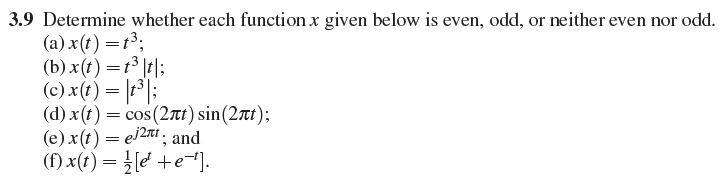 3.9 Determine whether each function x given below is even, odd, or neither even nor odd.
(a) x(t) = t³;
(b) x(t) = t³ |t|;
(c) x(t) = |t³|;
(d) x(t) = cos(2πt) sin(2πt);
(e) x(t) = e^{j2πt}; and
(f) x(t) = ½[e^t + e^{−t}].